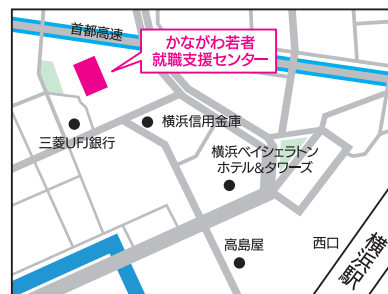 首都高速
かながわ若者
就職支援センター
三菱UFJ銀行
横浜信用金庫
横浜ベイシェラトン
ホテル&タワーズ
高島屋
西口
横浜駅